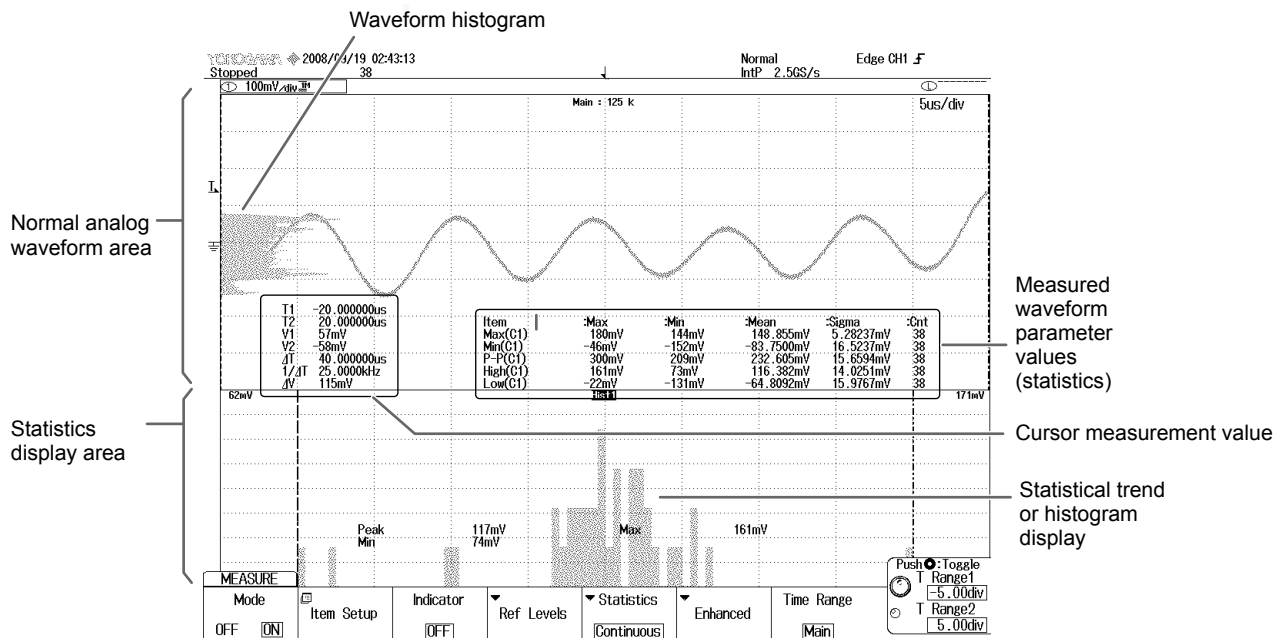 Waveform histogram
YOKOGAWA 2008/09/19 02:43:13
Normal
Edge CH1
Stopped
38
IntP 2.5GS/s
1 100mV/div
Main : 125 k
5us/div
Normal analog
waveform area
T1 -20.000000us
T2 20.000000us
V1 57mV
V2 -58mV
⊿T 40.000000us
1/⊿T 25.0000kHz
⊿V 115mV
Item :Max :Min :Mean :Sigma :Cnt
Max(C1) 180mV 144mV 148.855mV 5.28237mV 38
Min(C1) -46mV -152mV -83.7500mV 16.5237mV 38
P-P(C1) 300mV 209mV 232.605mV 15.6594mV 38
High(C1) 161mV 73mV 116.382mV 14.0251mV 38
Low(C1) -22mV -131mV -64.8092mV 15.9767mV 38
Measured
waveform
parameter
values
(statistics)
62mV
Hist1
171mV
Statistics
display area
Cursor measurement value
Statistical trend
or histogram
display
Peak 117mV
Max 161mV
Min 74mV
MEASURE
Mode
OFF ON
Item Setup
Indicator
OFF
Ref Levels
Statistics
Continuous
Enhanced
Time Range
Main
Push :Toggle
T Range1
-5.00div
T Range2
5.00div